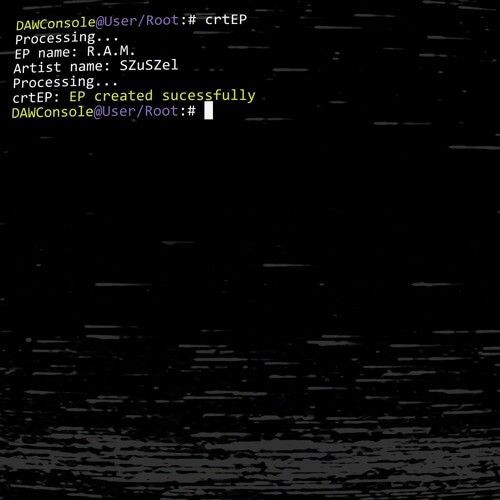 DAWConsole@User/Root:# crtEP
Processing...
EP name: R.A.M.
Artist name: SZuSZel
Processing...
crtEP: EP created sucessfully
DAWConsole@User/Root:#